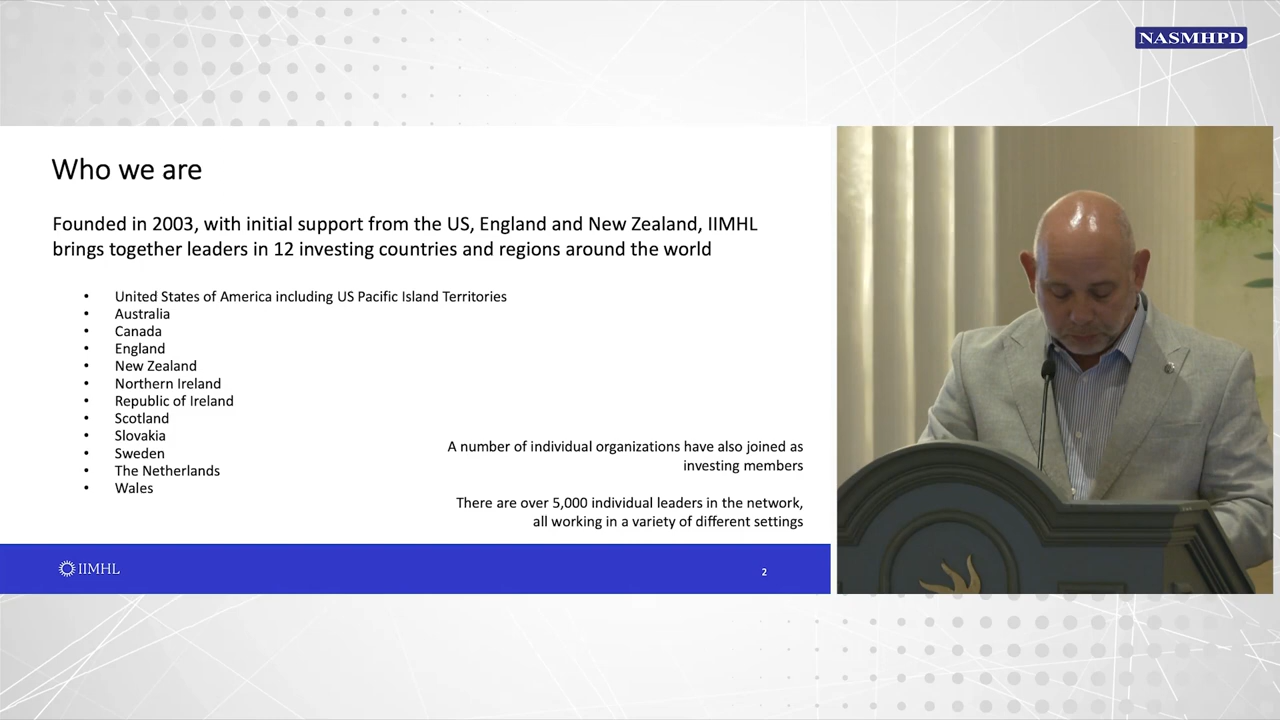 NASMHPD
Who we are
Founded in 2003, with initial support from the US, England and New Zealand, IIMHL
brings together leaders in 12 investing countries and regions around the world
• United States of America including US Pacific Island Territories
• Australia
• Canada
• England
• New Zealand
• Northern Ireland
• Republic of Ireland
• Scotland
• Slovakia
• Sweden
• The Netherlands
• Wales
A number of individual organizations have also joined as
investing members
There are over 5,000 individual leaders in the network,
all working in a variety of different settings
IIMHL
2